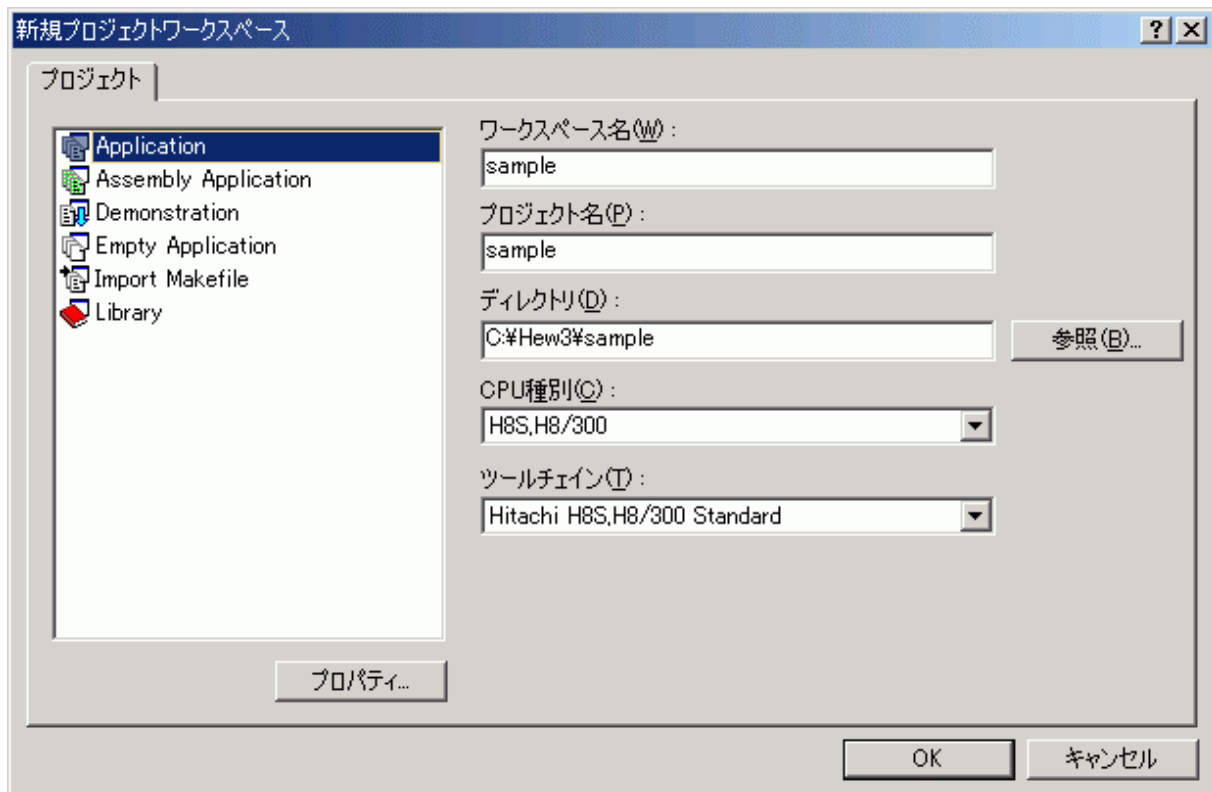 新規プロジェクトワークスペース
プロジェクト
Application
Assembly Application
Demonstration
Empty Application
Import Makefile
Library
プロパティ...
ワークスペース名(W):
sample
プロジェクト名(P):
sample
ディレクトリ(D):
C:¥Hew3¥sample
参照(B)...
CPU種別(C):
H8S,H8/300
ツールチェイン(T):
Hitachi H8S,H8/300 Standard
OK
キャンセル